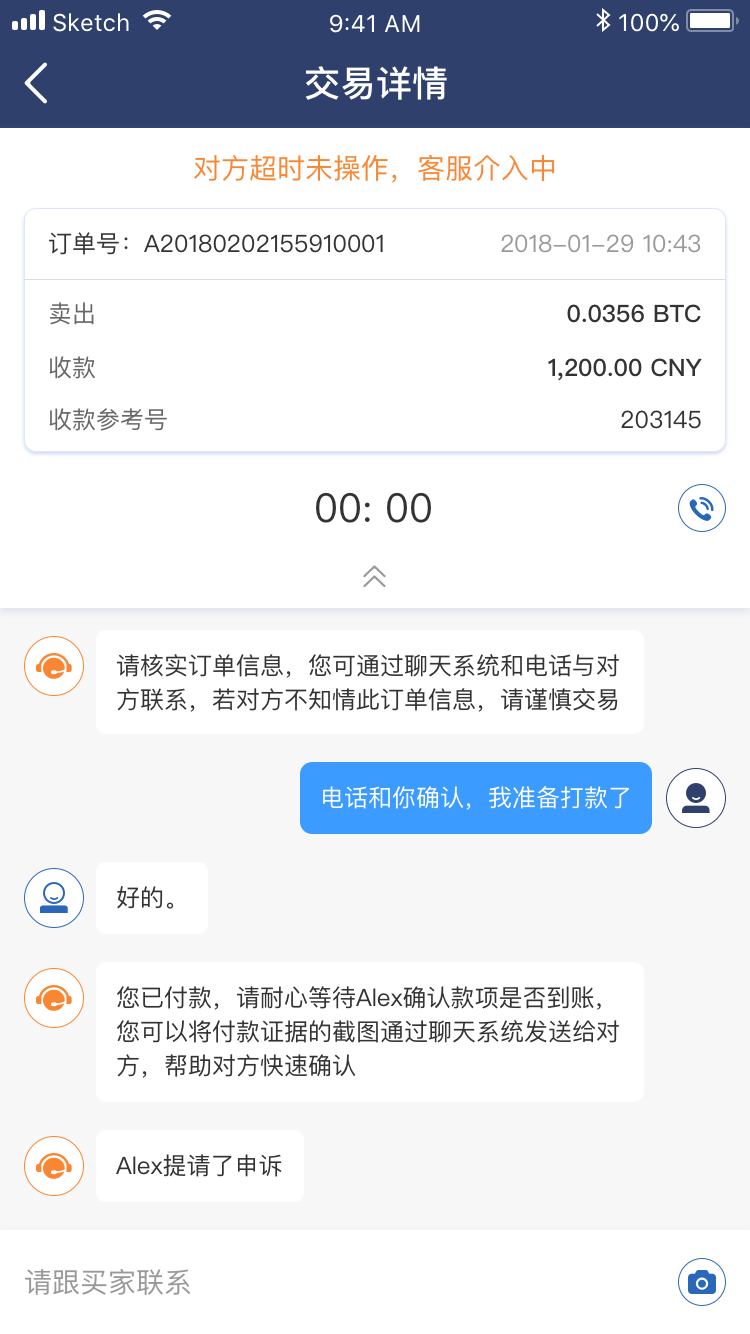 Sketch 9:41 AM 100%
交易详情
对方超时未操作，客服介入中
订单号：A20180202155910001 2018-01-29 10:43
卖出 0.0356 BTC
收款 1,200.00 CNY
收款参考号 203145
00: 00
请核实订单信息，您可通过聊天系统和电话与对
方联系，若对方不知情此订单信息，请谨慎交易
电话和你确认，我准备打款了
好的。
您已付款，请耐心等待Alex确认款项是否到账，
您可以将付款证据的截图通过聊天系统发送给对
方，帮助对方快速确认
Alex提请了申诉
请跟买家联系